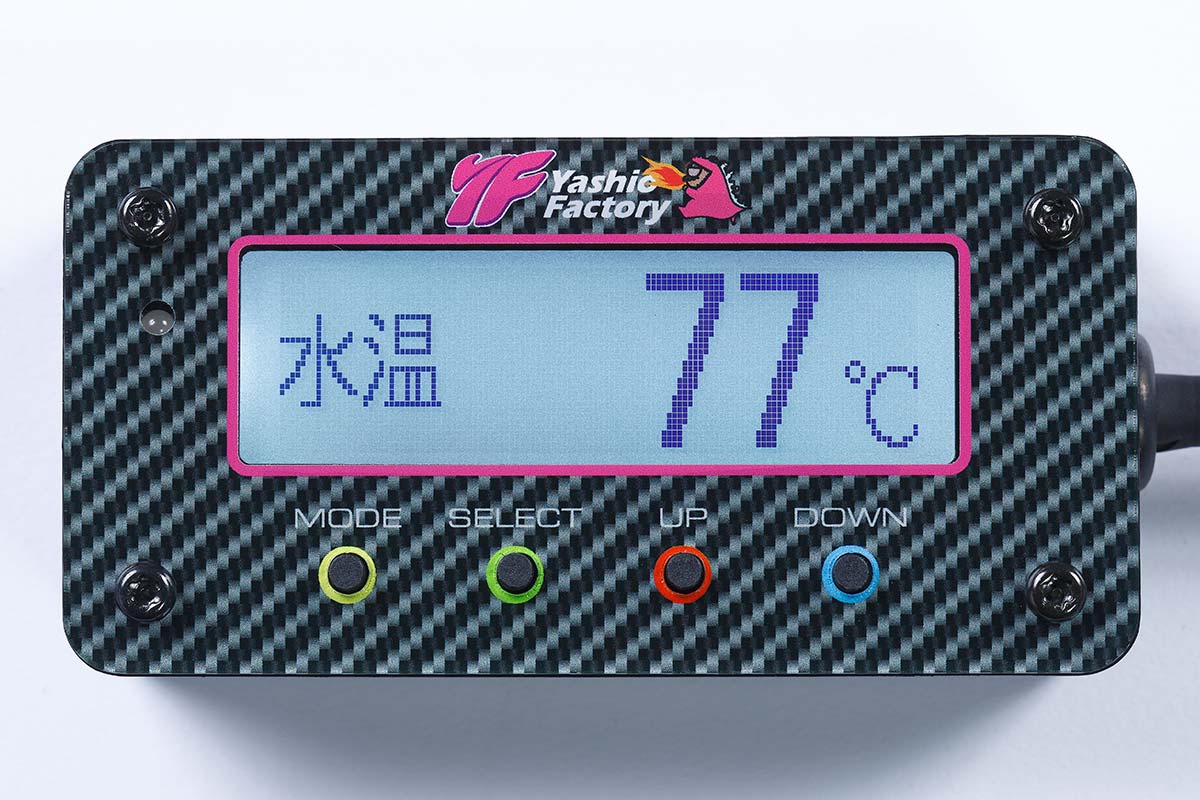 YF Yashio
Factory
水温 77 ℃
MODE SELECT UP DOWN